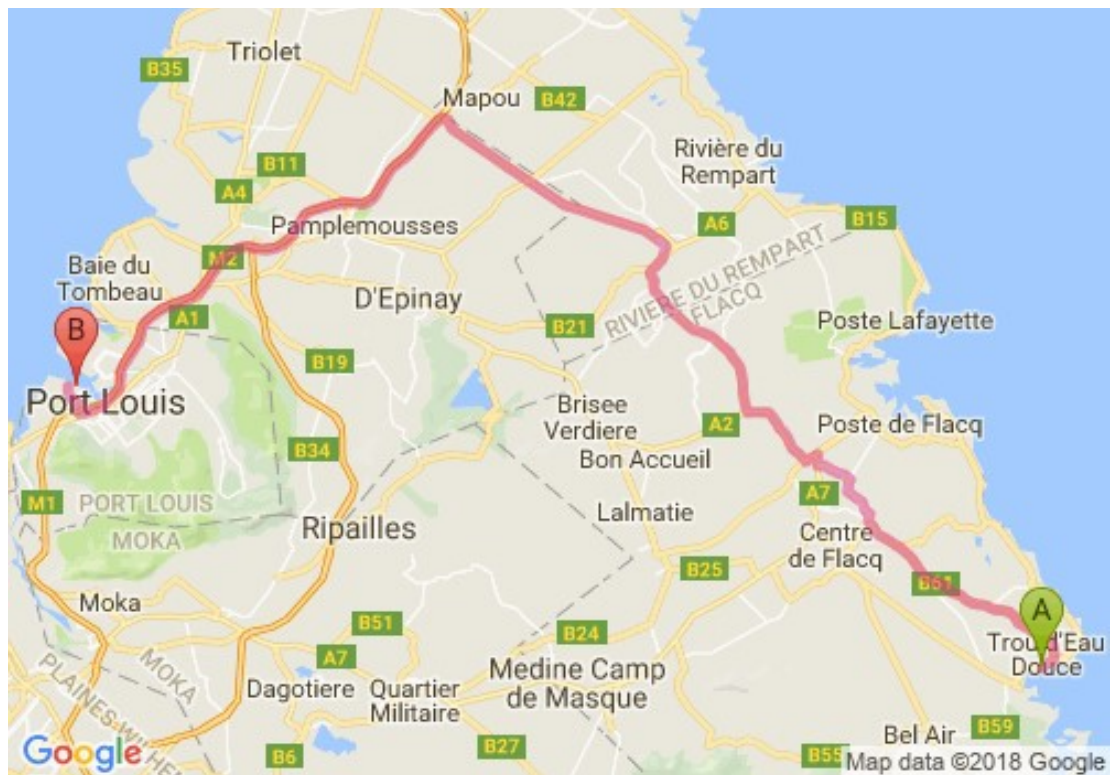 Triolet
B35
Mapou
B42
Rivière du
Rempart
B11
A4
Pamplemousses
A6
B15
M2
Baie du
Tombeau
D'Epinay
RIVIERE DU REMPART
FLACQ
A1
B21
Poste Lafayette
B
B19
Port Louis
Brisee
Verdiere
A2
Poste de Flacq
B34
Bon Accueil
M1
PORT LOUIS
MOKA
A7
Lalmatie
Ripailles
Centre
de Flacq
B25
B61
Moka
A
B51
B24
Trou d'Eau
Douce
MOKA
A7
Medine Camp
de Masque
PLAINES WILHEM
Dagotiere
Quartier
Militaire
B59
Bel Air
B6
B27
B55
Google
Map data ©2018 Google